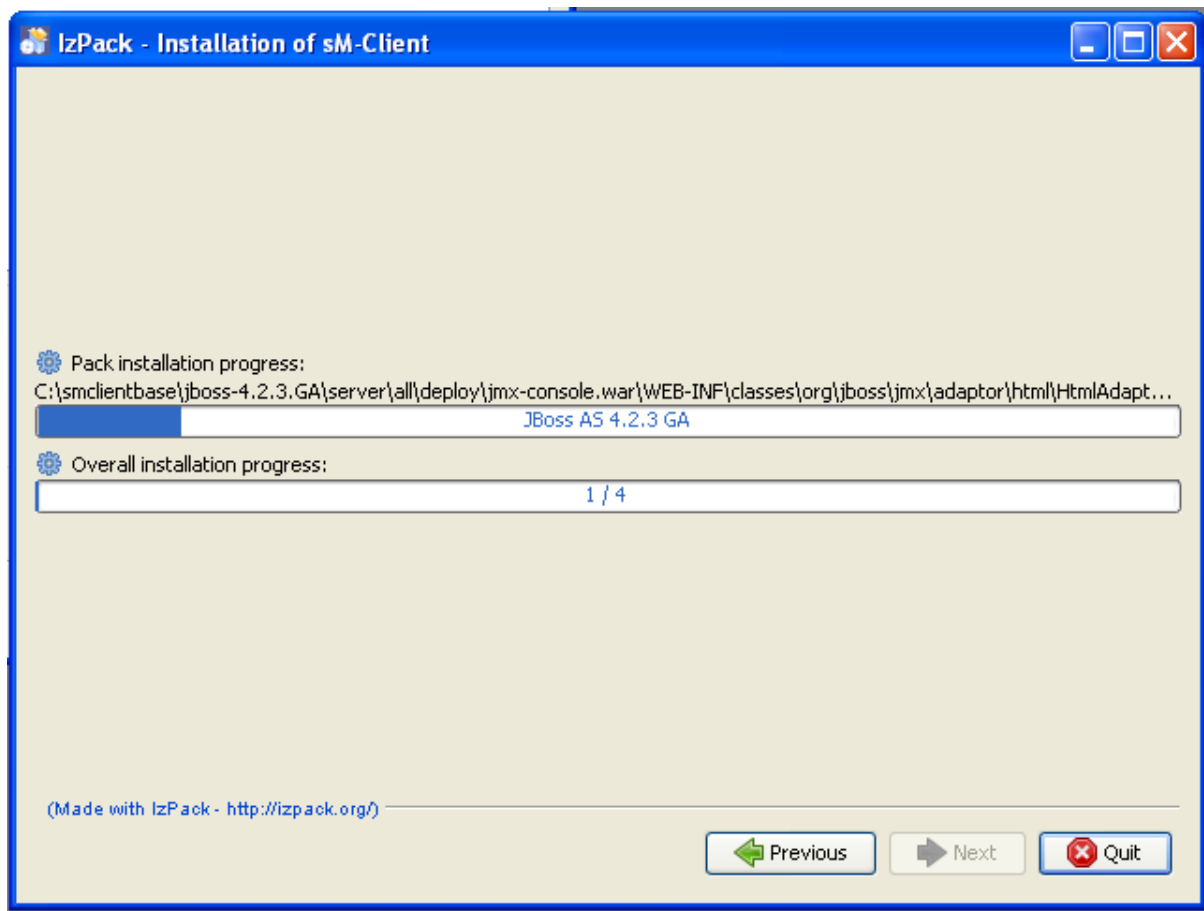 IzPack - Installation of sM-Client
Pack installation progress:
C:\smclientbase\jboss-4.2.3.GA\server\all\deploy\jmx-console.war\WEB-INF\classes\org\jboss\jmx\adaptor\html\HtmlAdapt...
JBoss AS 4.2.3 GA
Overall installation progress:
1 / 4
(Made with IzPack - http://izpack.org/)
Previous Next Quit